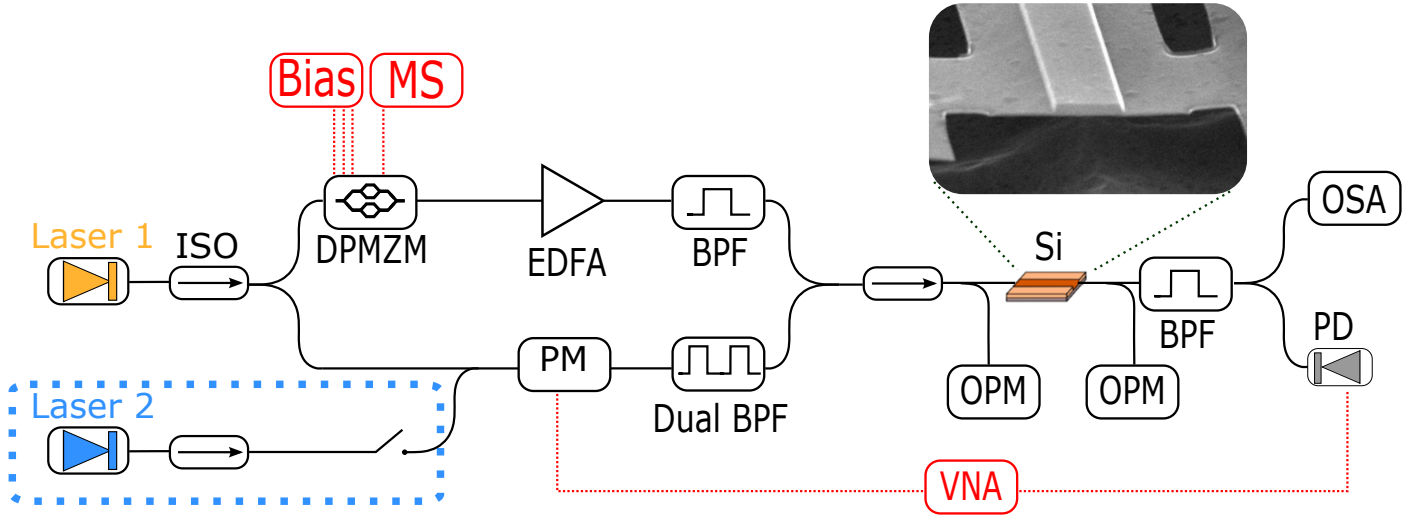 Bias
MS
Laser 1
ISO
DPMZM
EDFA
BPF
Si
OSA
BPF
PD
PM
Dual BPF
OPM
OPM
Laser 2
VNA